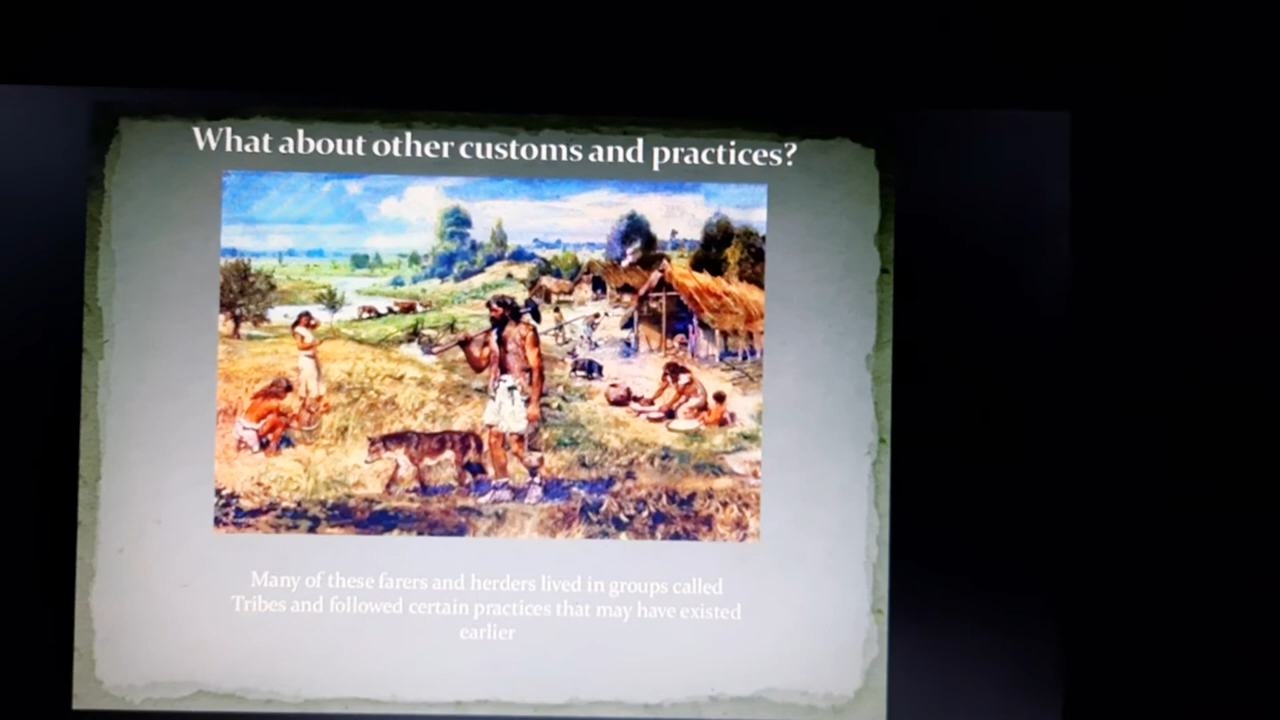 What about other customs and practices?
Many of these farers and herders lived in groups called
Tribes and followed certain practices that may have existed
earlier